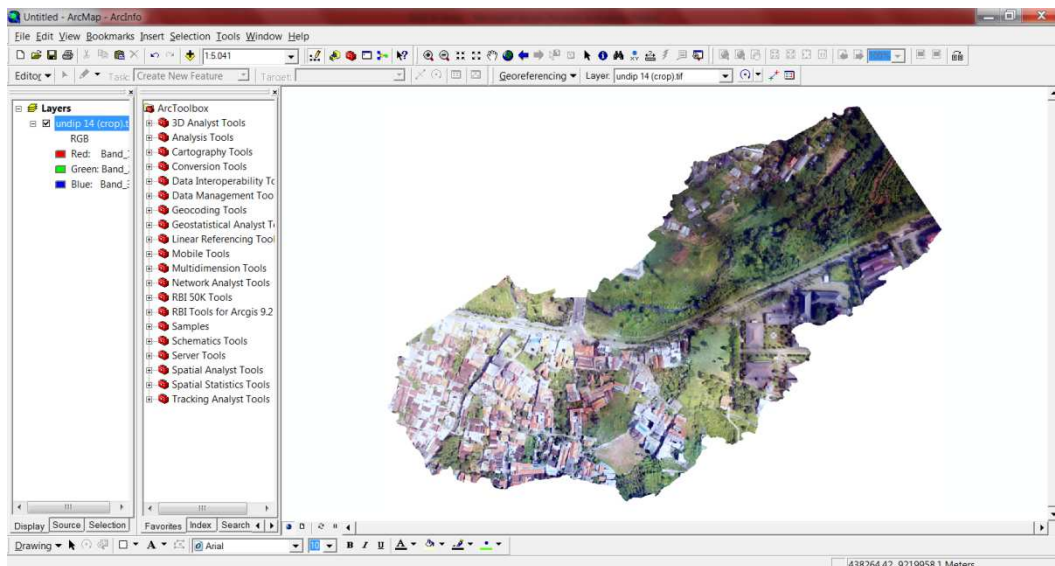 Untitled - ArcMap - ArcInfo
File Edit View Bookmarks Insert Selection Tools Window Help
1:5.041
Editor Task: Create New Feature Target: Georeferencing Layer: undip 14 (crop).tif
Layers
undip 14 (crop).t
RGB
Red: Band_
Green: Band_
Blue: Band_
ArcToolbox
3D Analyst Tools
Analysis Tools
Cartography Tools
Conversion Tools
Data Interoperability To
Data Management Too
Geocoding Tools
Geostatistical Analyst T
Linear Referencing Tool
Mobile Tools
Multidimension Tools
Network Analyst Tools
RBI 50K Tools
RBI Tools for Arcgis 9.2
Samples
Schematics Tools
Server Tools
Spatial Analyst Tools
Spatial Statistics Tools
Tracking Analyst Tools
Display Source Selection
Favorites Index Search
Drawing A Arial 10 B I U A
438264,42 9219958,1 Meters